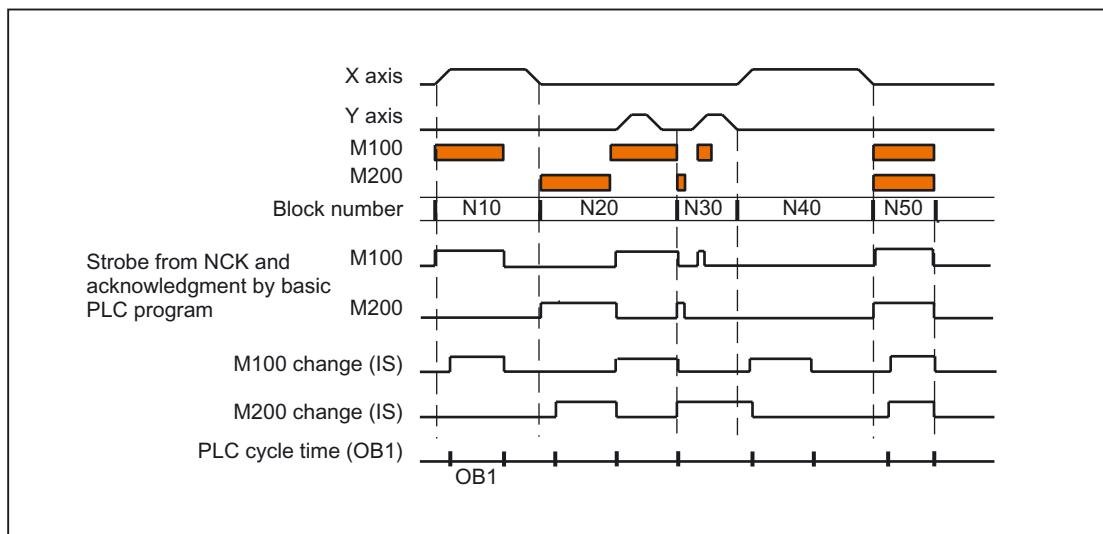 X axis
Y axis
M100
M200
Block number N10 N20 N30 N40 N50
Strobe from NCK and
acknowledgment by basic
PLC program
M100
M200
M100 change (IS)
M200 change (IS)
PLC cycle time (OB1)
OB1